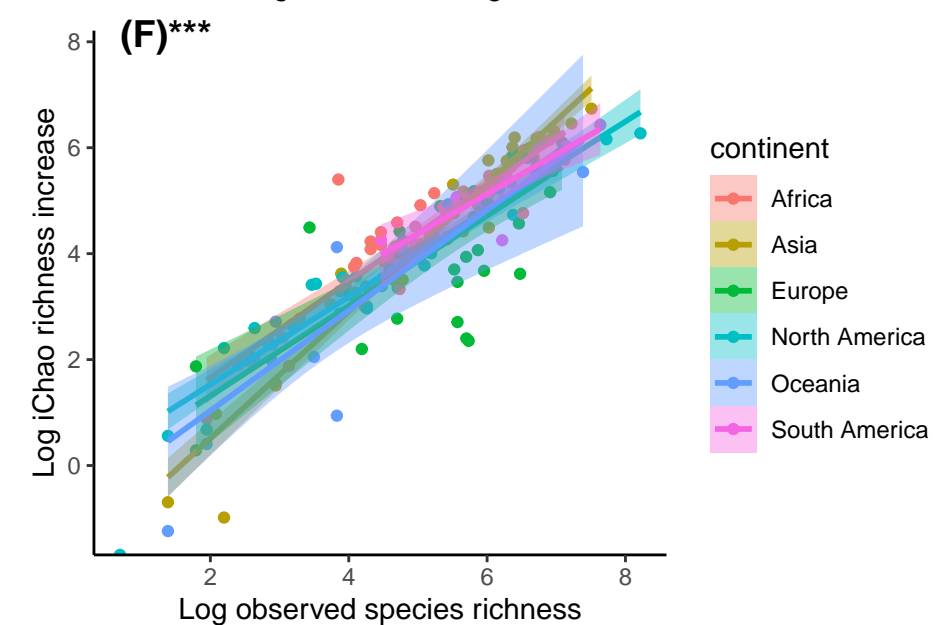 (F)***
8
6
4
2
0
2
4
6
8
Log iChao richness increase
Log observed species richness
continent
Africa
Asia
Europe
North America
Oceania
South America